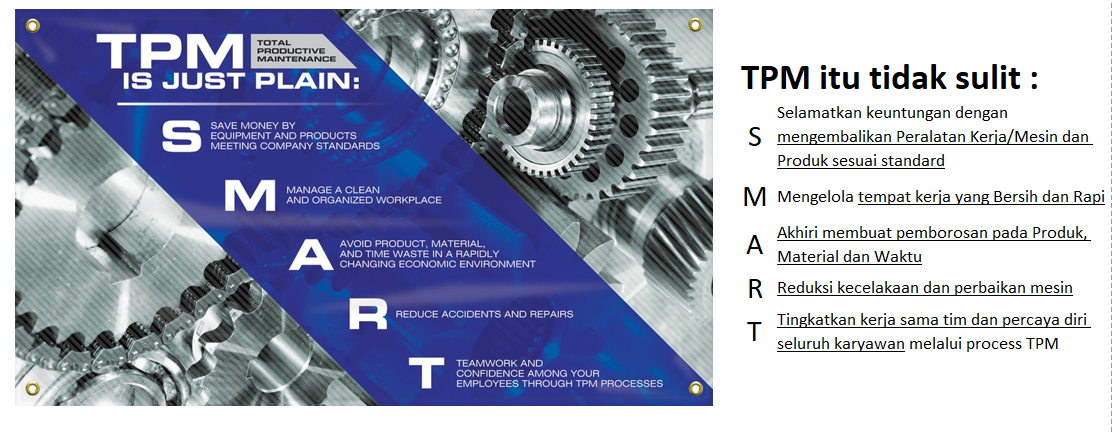 TPM TOTAL
PRODUCTIVE
MAINTENANCE
IS JUST PLAIN:
S SAVE MONEY BY
EQUIPMENT AND PRODUCTS
MEETING COMPANY STANDARDS
M MANAGE A CLEAN
AND ORGANIZED WORKPLACE
A AVOID PRODUCT, MATERIAL,
AND TIME WASTE IN A RAPIDLY
CHANGING ECONOMIC ENVIRONMENT
R REDUCE ACCIDENTS AND REPAIRS
T TEAMWORK AND
CONFIDENCE AMONG YOUR
EMPLOYEES THROUGH TPM PROCESSES
TPM itu tidak sulit :
S Selamatkan keuntungan dengan
mengembalikan Peralatan Kerja/Mesin dan
Produk sesuai standard
M Mengelola tempat kerja yang Bersih dan Rapi
A Akhiri membuat pemborosan pada Produk,
Material dan Waktu
R Reduksi kecelakaan dan perbaikan mesin
T Tingkatkan kerja sama tim dan percaya diri
seluruh karyawan melalui process TPM